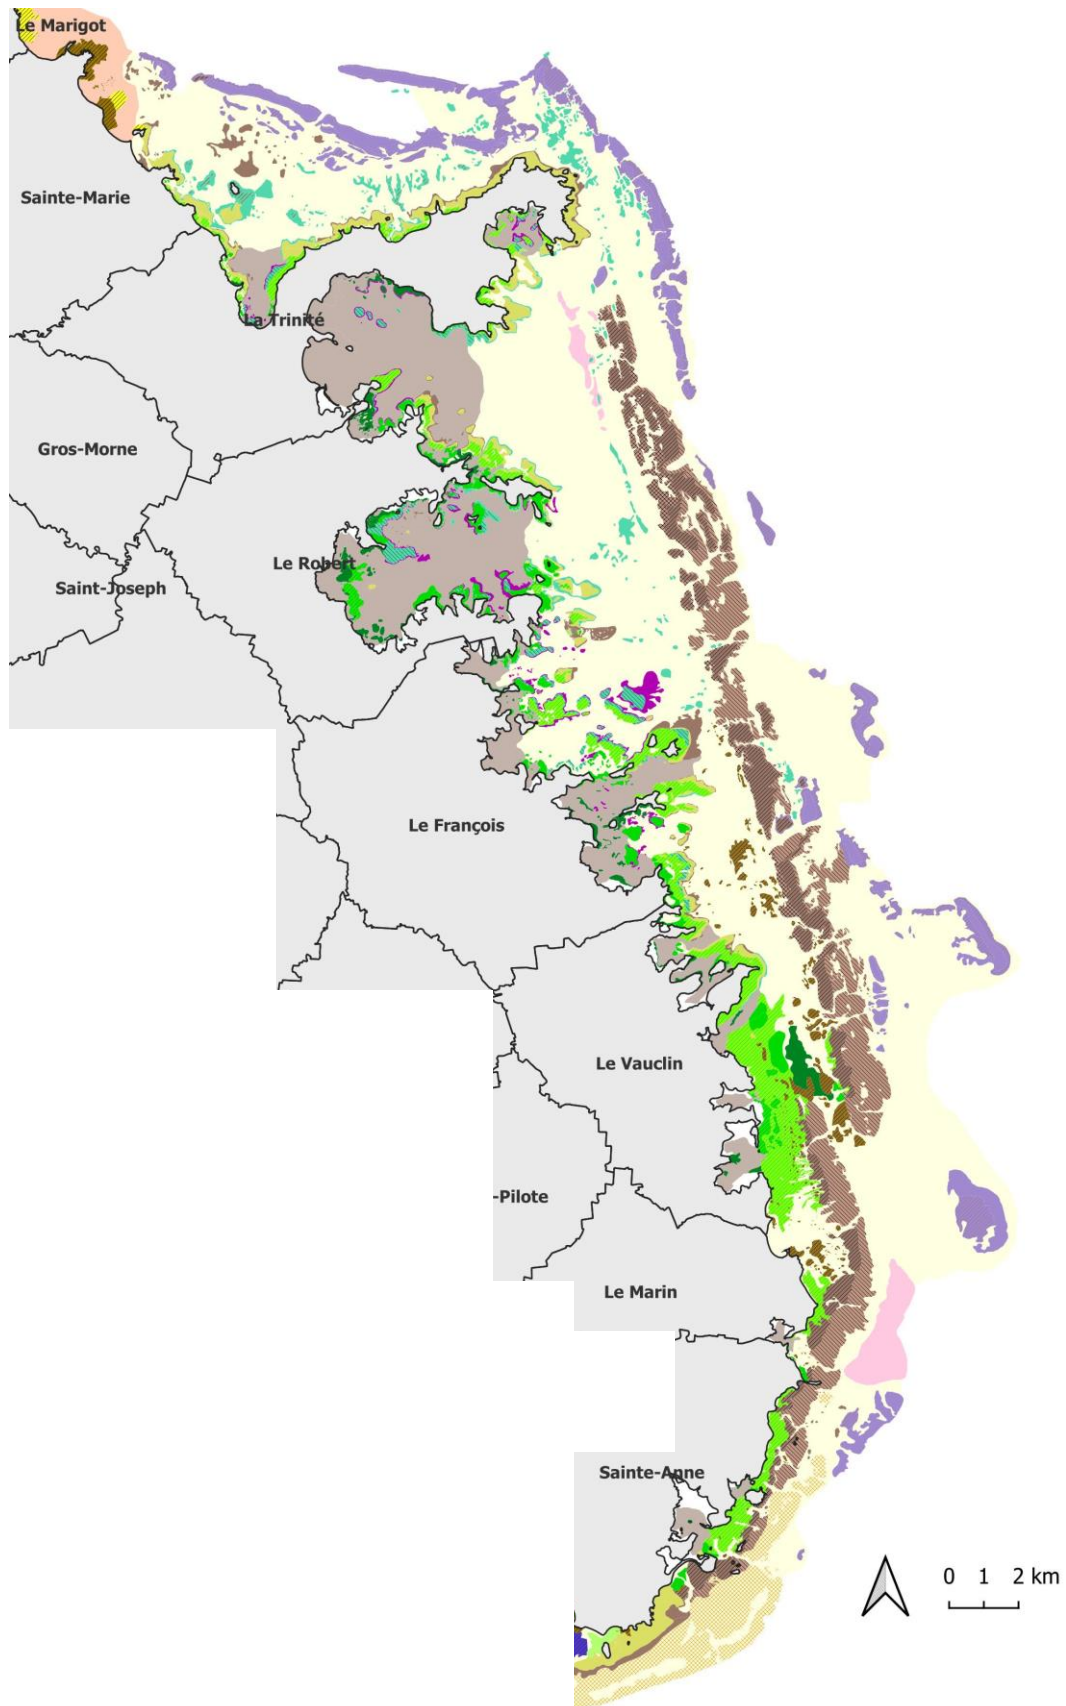 Le Marigot
Sainte-Marie
La Trinité
Gros-Morne
Le Robert
Saint-Joseph
Le François
Le Vauclin
-Pilote
Le Marin
Sainte-Anne
0 1 2 km